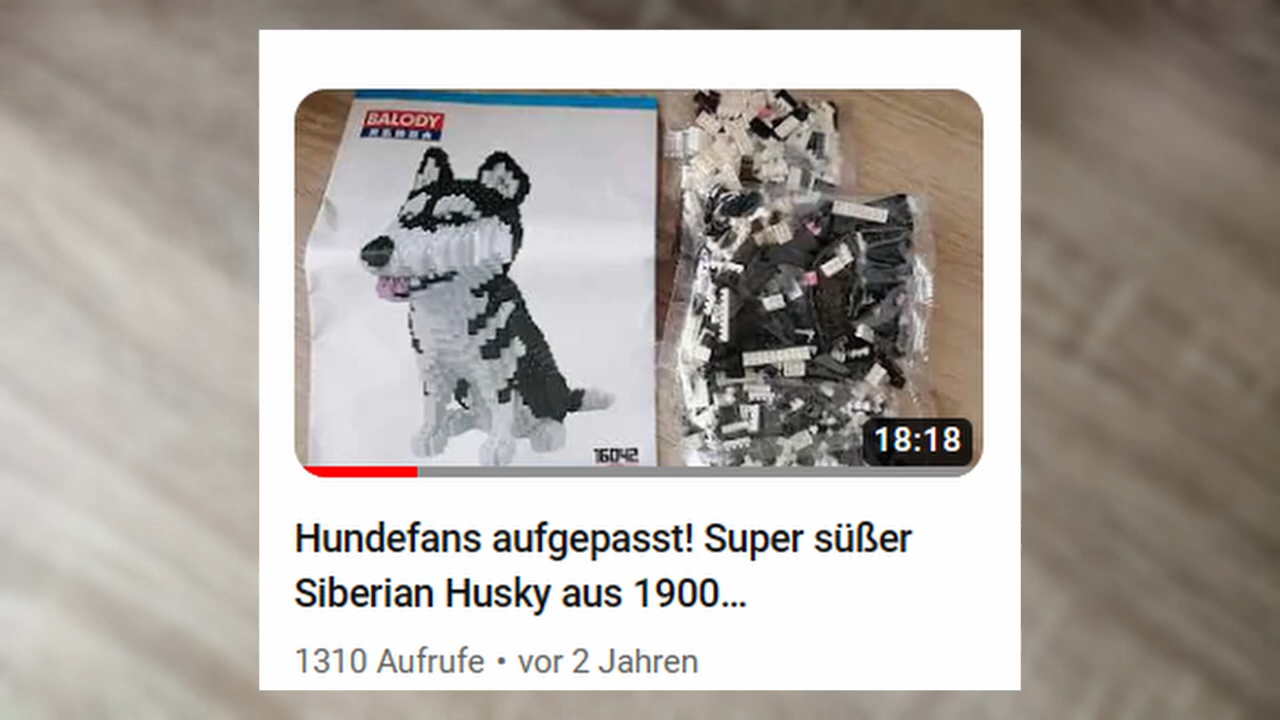 BALODY
16042
18:18
Hundefans aufgepasst! Super süßer
Siberian Husky aus 1900...
1310 Aufrufe • vor 2 Jahren